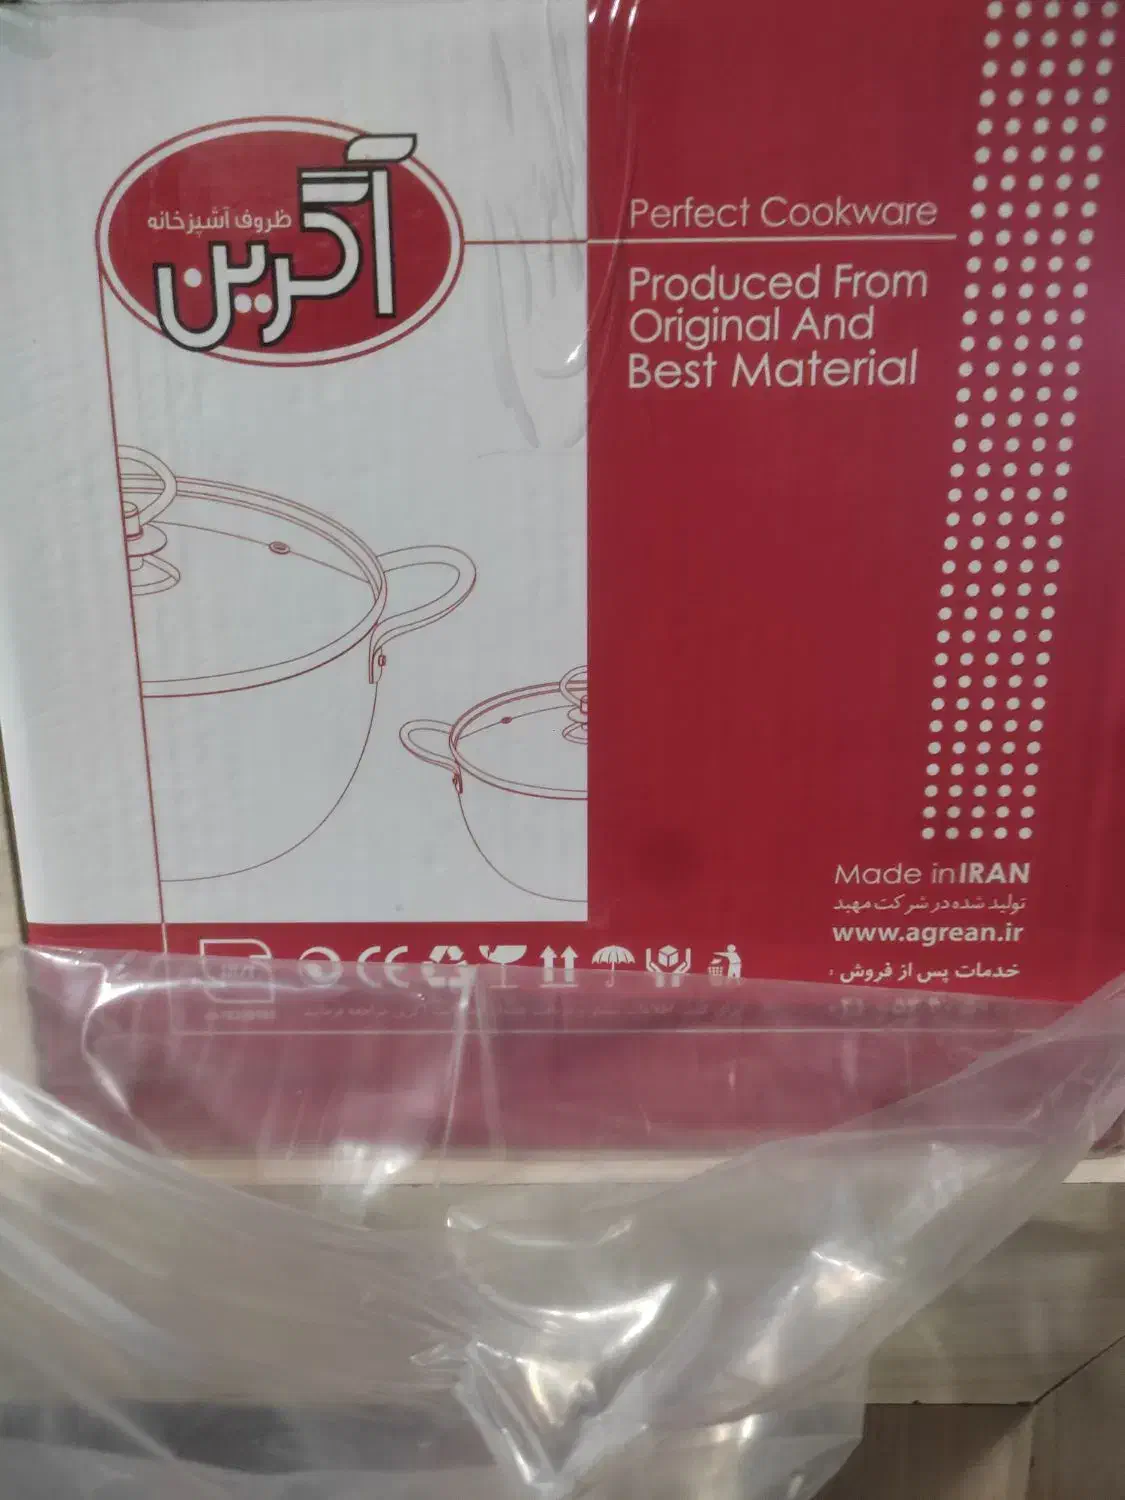 ظروف آشپزخانه
آگرین
Perfect Cookware
Produced From
Original And
Best Material
Made in IRAN
تولید شده در شرکت مهبد
www.agrean.ir
خدمات پس از فروش :